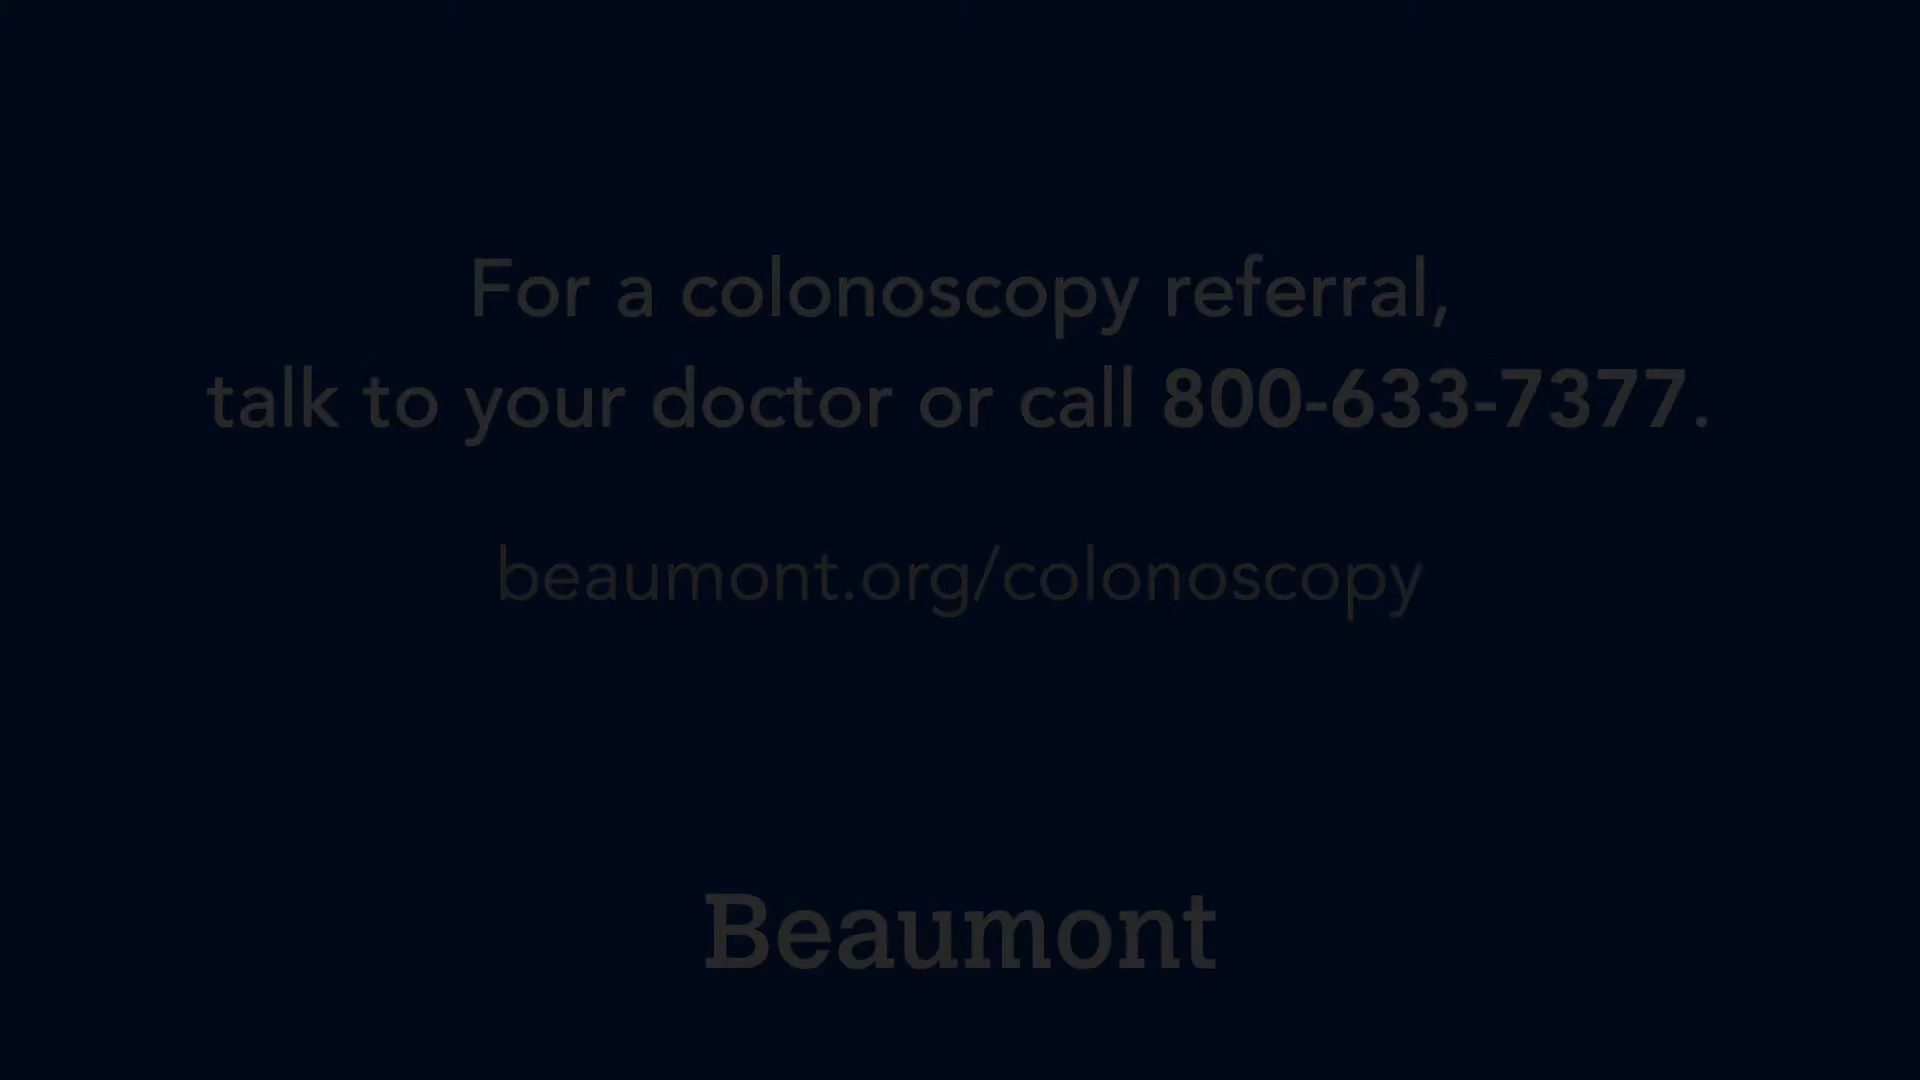 For a colonoscopy referral,
talk to your doctor or call 800-633-7377.
beaumont.org/colonoscopy
Beaumont